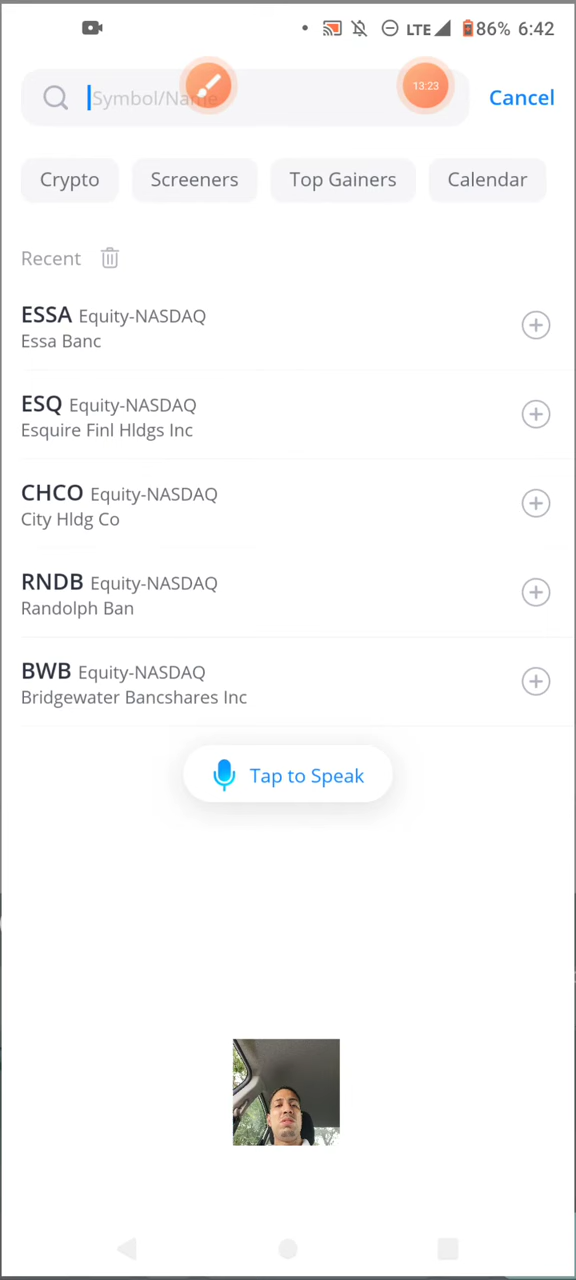 LTE 86% 6:42
Symbol/Name 13:23 Cancel
Crypto Screeners Top Gainers Calendar
Recent
ESSA Equity-NASDAQ
Essa Banc
ESQ Equity-NASDAQ
Esquire Finl Hldgs Inc
CHCO Equity-NASDAQ
City Hldg Co
RNDB Equity-NASDAQ
Randolph Ban
BWB Equity-NASDAQ
Bridgewater Bancshares Inc
Tap to Speak